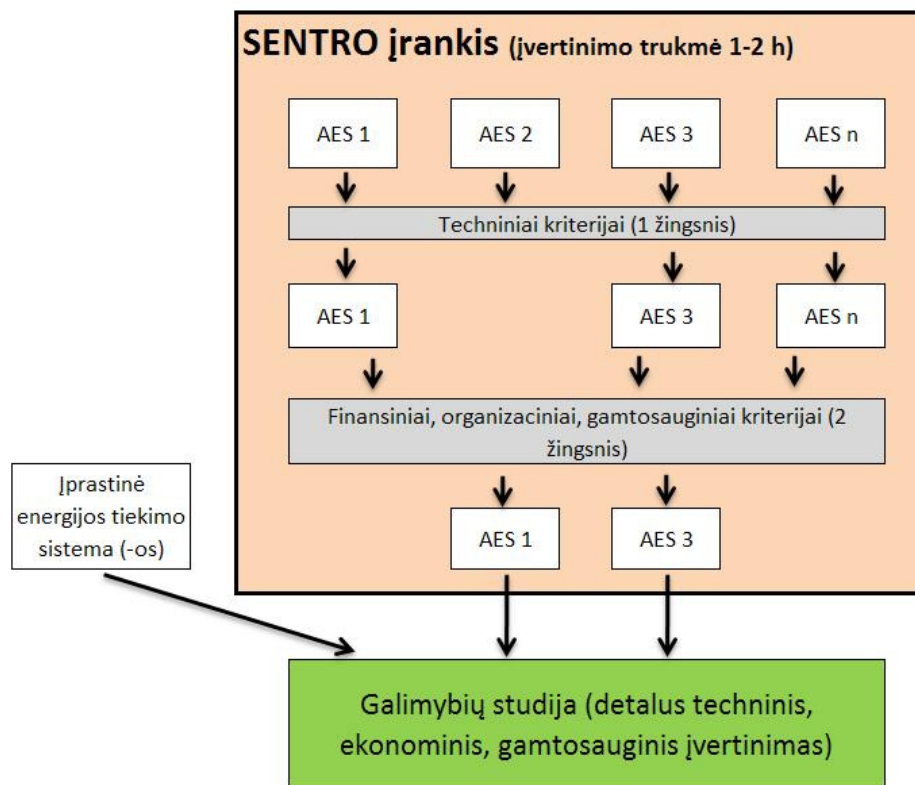 SENTRO įrankis (įvertinimo trukmė 1-2 h)
AES 1
AES 2
AES 3
AES n
Techniniai kriterijai (1 žingsnis)
AES 1
AES 3
AES n
Finansiniai, organizaciniai, gamtosauginiai kriterijai (2
žingsnis)
Įprastinė
energijos tiekimo
sistema (-os)
AES 1
AES 3
Galimybių studija (detalus techninis,
ekonominis, gamtosauginis įvertinimas)